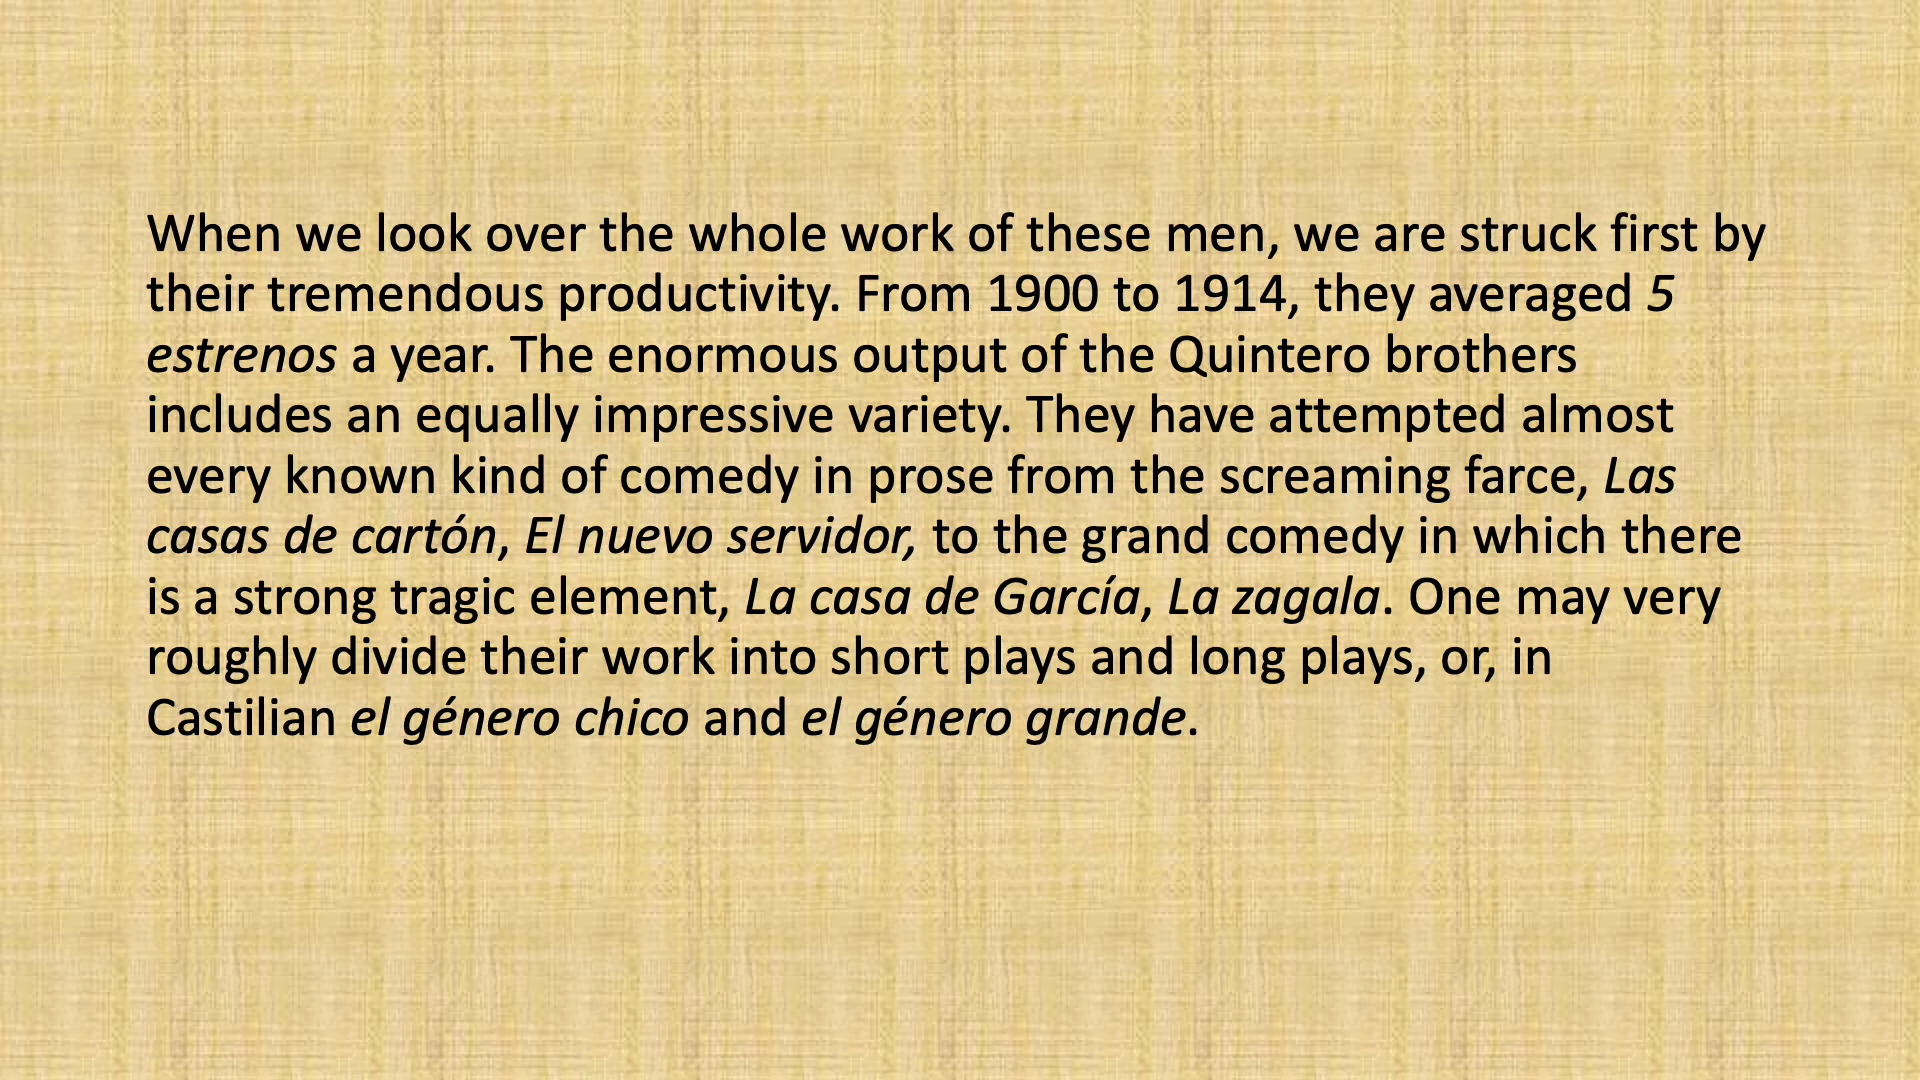 When we look over the whole work of these men, we are struck first by
their tremendous productivity. From 1900 to 1914, they averaged 5
estrenos a year. The enormous output of the Quintero brothers
includes an equally impressive variety. They have attempted almost
every known kind of comedy in prose from the screaming farce, Las
casas de cartón, El nuevo servidor, to the grand comedy in which there
is a strong tragic element, La casa de García, La zagala. One may very
roughly divide their work into short plays and long plays, or, in
Castilian el género chico and el género grande.